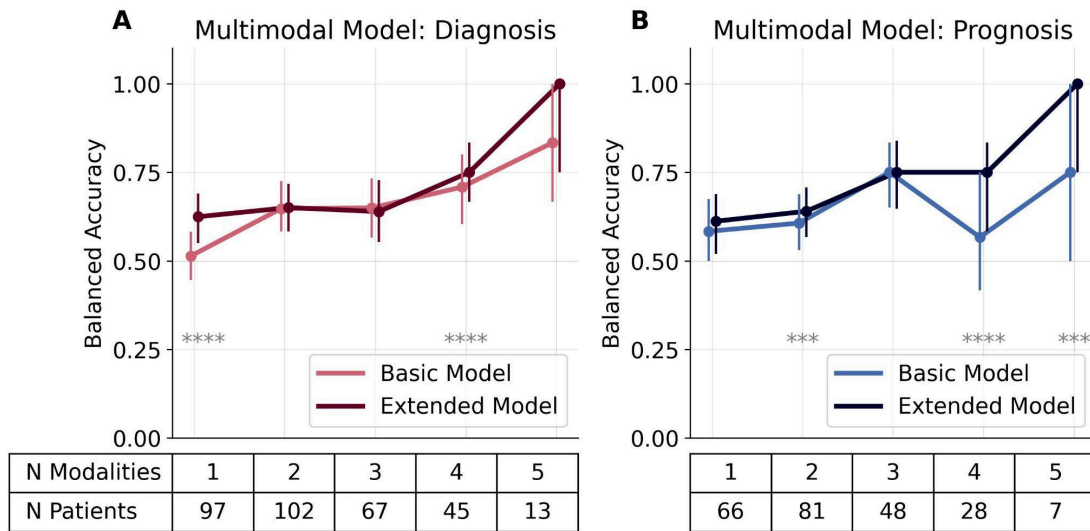 A
Multimodal Model: Diagnosis
Balanced Accuracy
1.00
0.75
0.50
0.25
0.00
**** ****
Basic Model
Extended Model
N Modalities 1 2 3 4 5
N Patients 97 102 67 45 13
B
Multimodal Model: Prognosis
Balanced Accuracy
1.00
0.75
0.50
0.25
0.00
*** **** ***
Basic Model
Extended Model
1 2 3 4 5
66 81 48 28 7